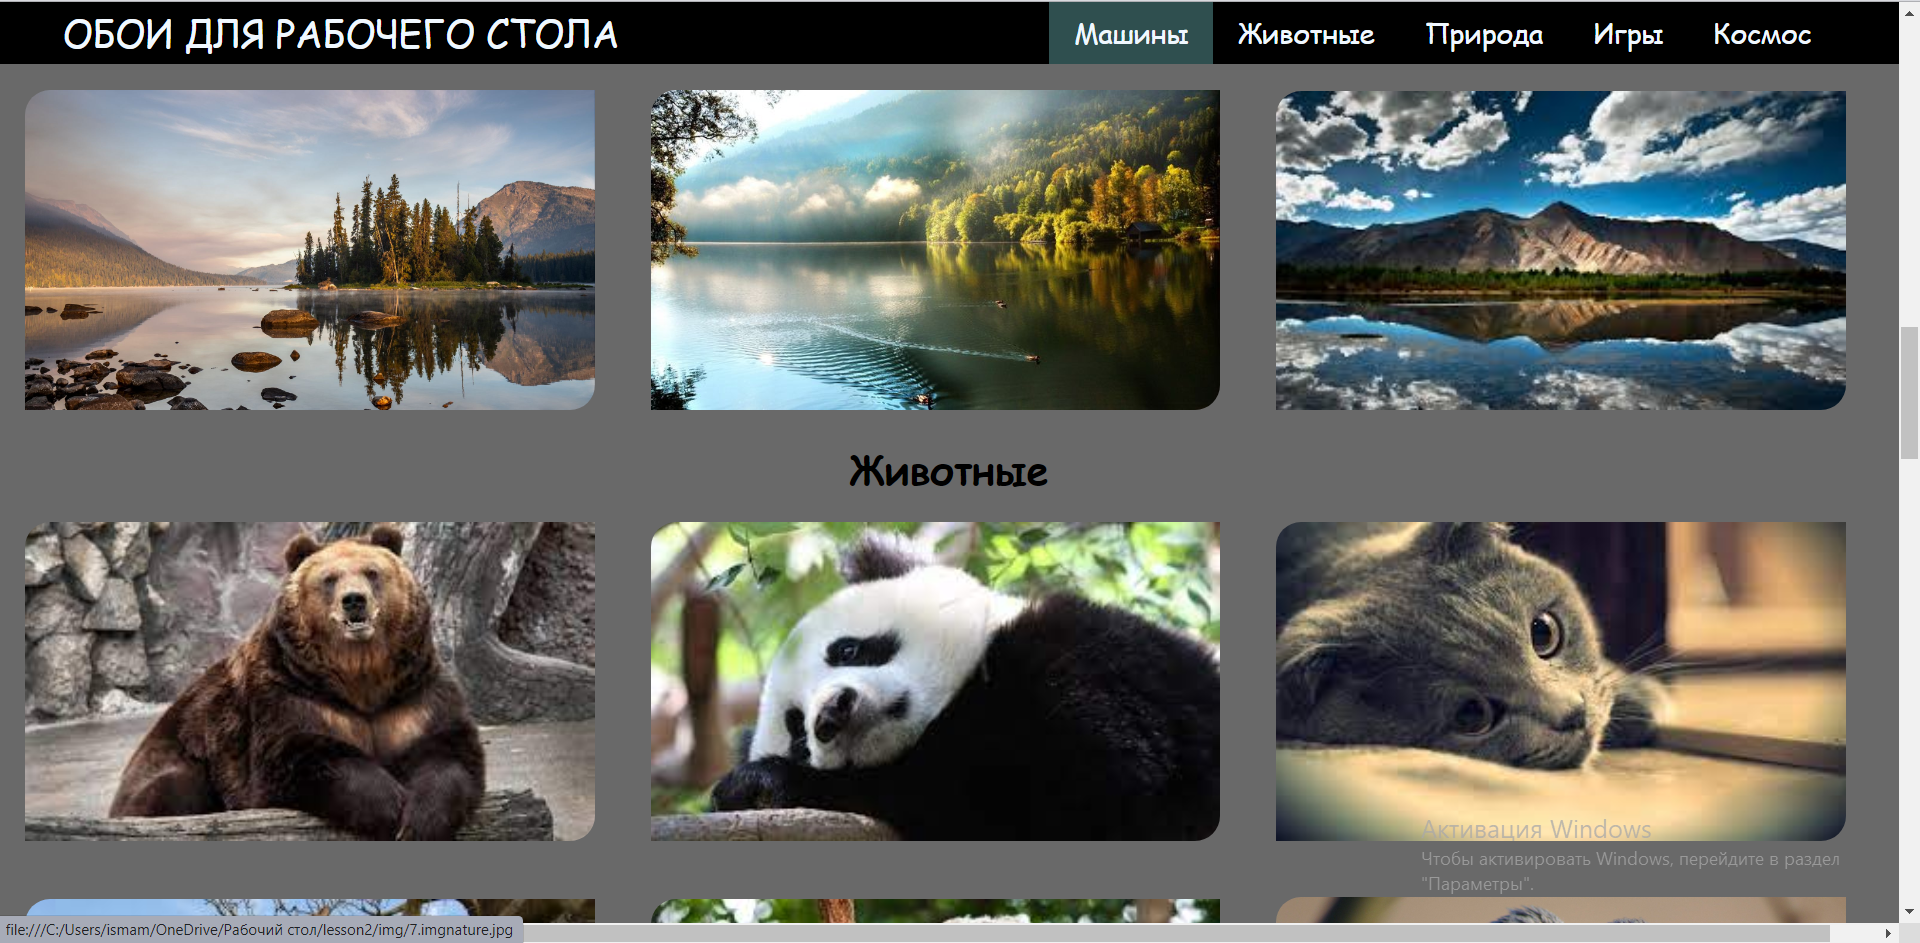 ОБОИ ДЛЯ РАБОЧЕГО СТОЛА
Машины
Животные
Природа
Игры
Космос
Животные
Активация Windows
Чтобы активировать Windows, перейдите в раздел
"Параметры".
file:///C:/Users/ismam/OneDrive/Рабочий стол/lesson2/img/7.imgnature.jpg